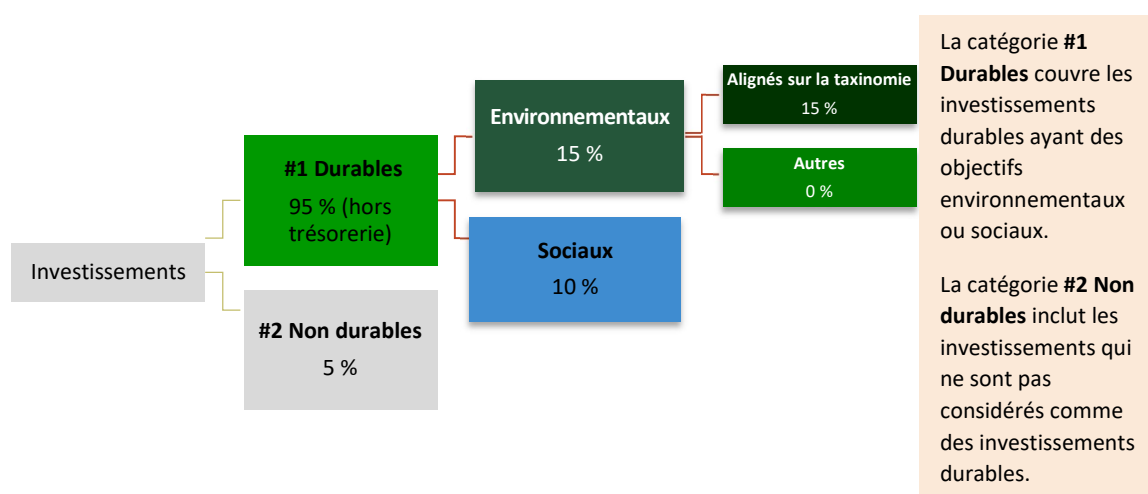 Investissements
#1 Durables
95 % (hors
trésorerie)
#2 Non durables
5 %
Environnementaux
15 %
Sociaux
10 %
Alignés sur la taxinomie
15 %
Autres
0 %
La catégorie #1
Durables couvre les
investissements
durables ayant des
objectifs
environnementaux
ou sociaux.
La catégorie #2 Non
durables inclut les
investissements qui
ne sont pas
considérés comme
des investissements
durables.